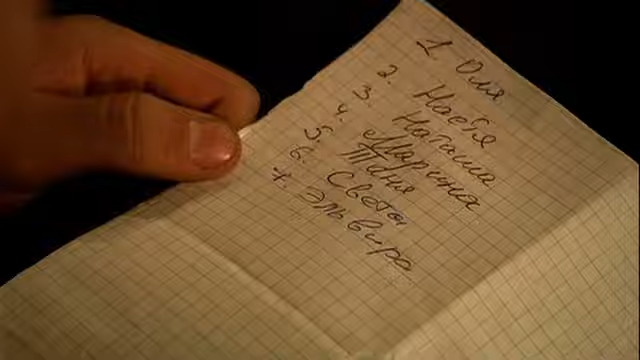 1. Оля
2. Настя
3. Наташа
4. Марина
5. Таня
6. Света
7. Эльвира